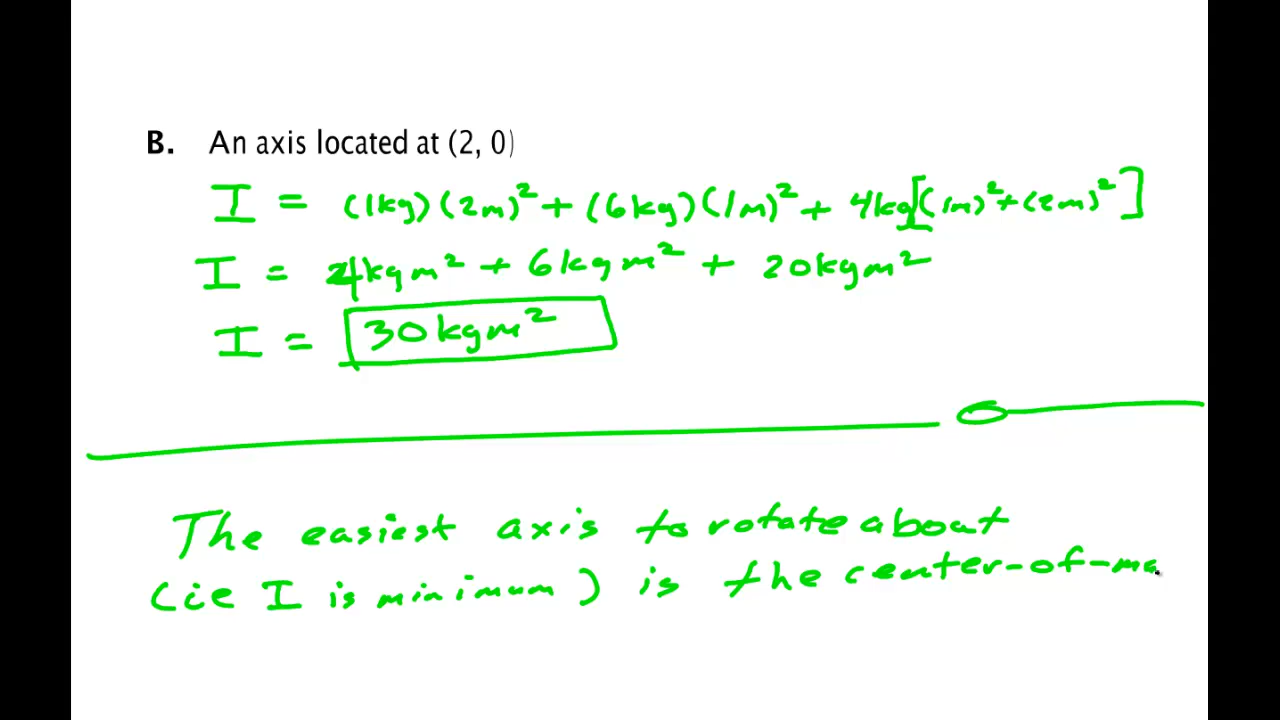 B. An axis located at (2, 0)
I = (1kg)(2m)² + (6kg)(1m)² + 4kg[(1m)² + (2m)²]
I = 4kgm² + 6kgm² + 20kgm²
I = 30kgm²
The easiest axis to rotate about
(ie I is minimum) is the center-of-ma